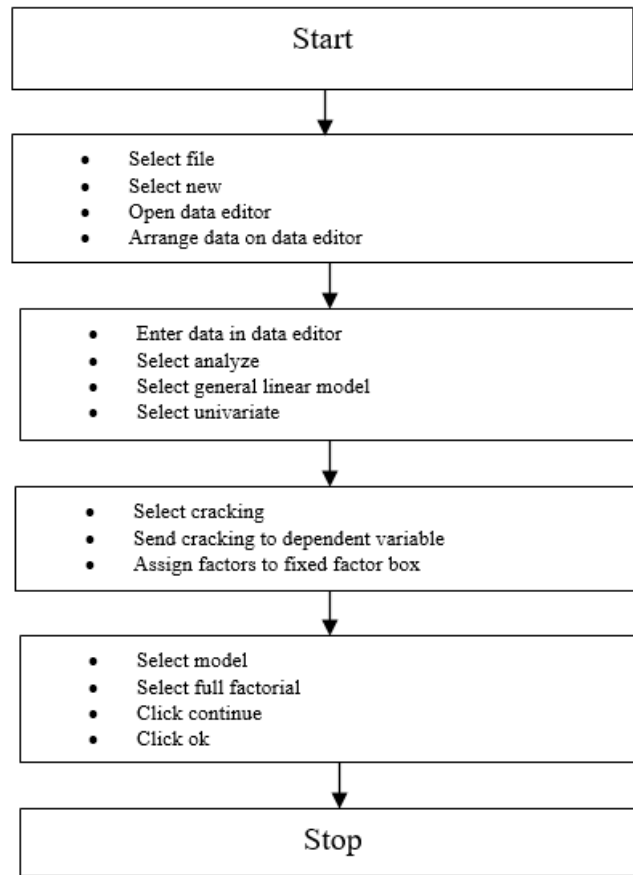 Start
• Select file
• Select new
• Open data editor
• Arrange data on data editor
• Enter data in data editor
• Select analyze
• Select general linear model
• Select univariate
• Select cracking
• Send cracking to dependent variable
• Assign factors to fixed factor box
• Select model
• Select full factorial
• Click continue
• Click ok
Stop